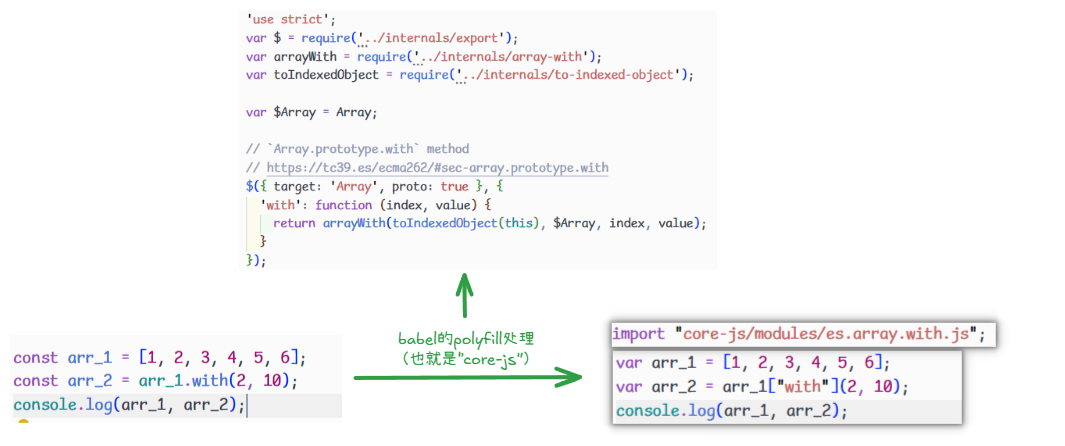 'use strict';
var $ = require('../internals/export');
var arrayWith = require('../internals/array-with');
var toIndexedObject = require('../internals/to-indexed-object');
var $Array = Array;
// `Array.prototype.with` method
// https://tc39.es/ecma262/#sec-array.prototype.with
$({ target: 'Array', proto: true }, {
'with': function (index, value) {
return arrayWith(toIndexedObject(this), $Array, index, value);
}
});
babel的polyfill处理
(也就是"core-js")
const arr_1 = [1, 2, 3, 4, 5, 6];
const arr_2 = arr_1.with(2, 10);
console.log(arr_1, arr_2);
import "core-js/modules/es.array.with.js";
var arr_1 = [1, 2, 3, 4, 5, 6];
var arr_2 = arr_1["with"](2, 10);
console.log(arr_1, arr_2);